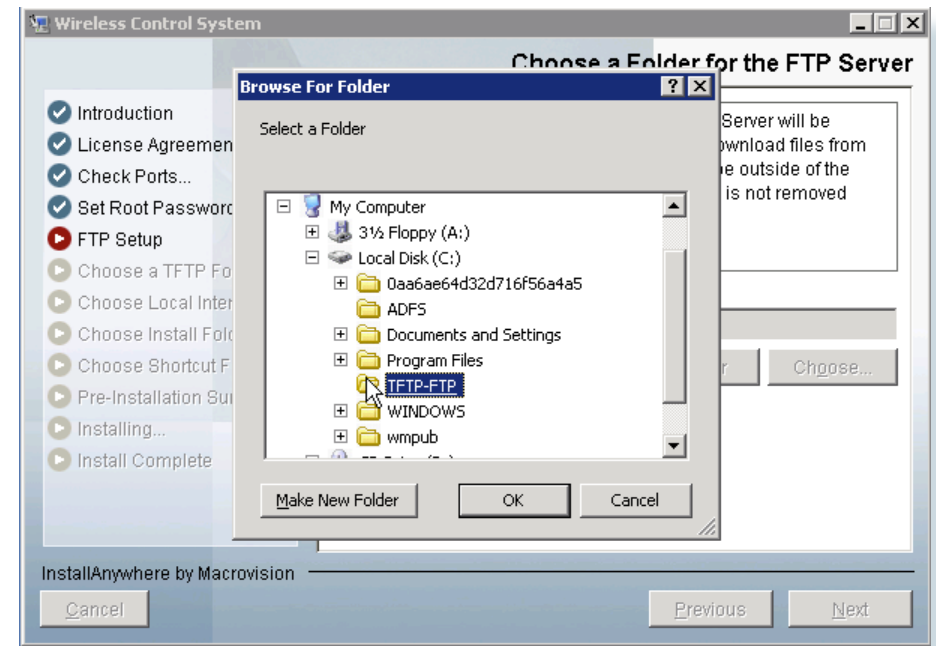 Wireless Control System
Choose a Folder for the FTP Server
Browse For Folder
Select a Folder
Introduction
License Agreemen
Check Ports...
Set Root Password
FTP Setup
Choose a TFTP Fo
Choose Local Inter
Choose Install Fold
Choose Shortcut F
Pre-Installation Su
Installing...
Install Complete
Server will be
ownload files from
e outside of the
is not removed
My Computer
3½ Floppy (A:)
Local Disk (C:)
0aa6ae64d32d716f56a4a5
ADFS
Documents and Settings
Program Files
TFTP-FTP
WINDOWS
wmpub
r
Choose...
Make New Folder
OK
Cancel
InstallAnywhere by Macrovision
Cancel
Previous
Next